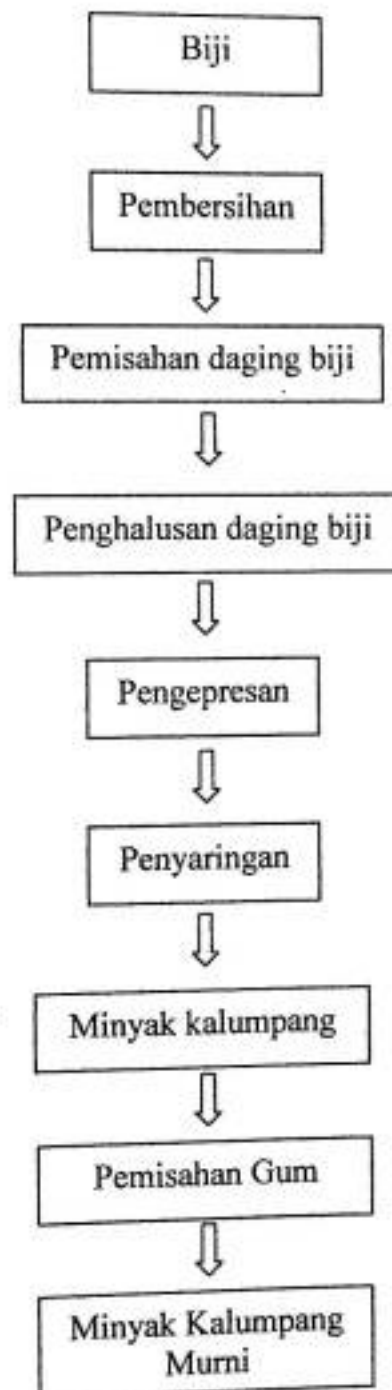 Biji
Pembersihan
Pemisahan daging biji
Penghalusan daging biji
Pengepresan
Penyaringan
Minyak kalumpang
Pemisahan Gum
Minyak Kalumpang
Murni